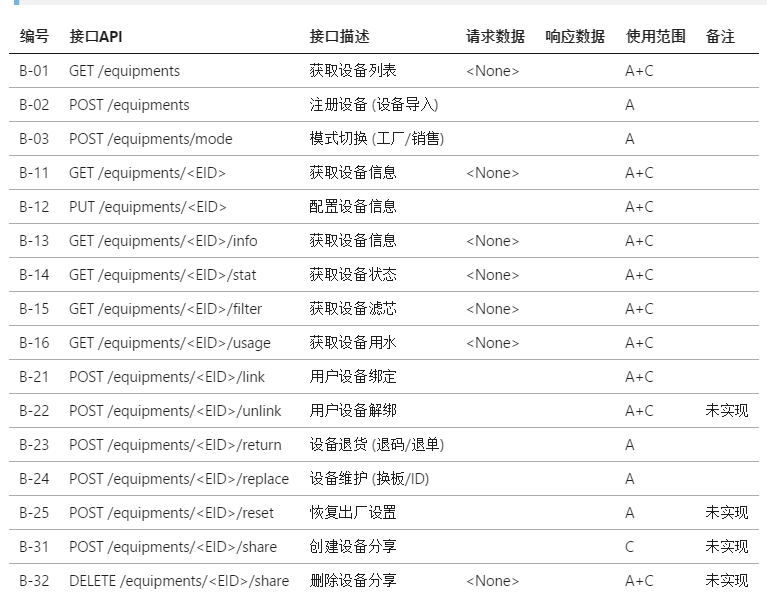 编号 接口API 接口描述 请求数据 响应数据 使用范围 备注
B-01 GET /equipments 获取设备列表 <None> A+C
B-02 POST /equipments 注册设备 (设备导入) A
B-03 POST /equipments/mode 模式切换 (工厂/销售) A
B-11 GET /equipments/<EID> 获取设备信息 <None> A+C
B-12 PUT /equipments/<EID> 配置设备信息 A+C
B-13 GET /equipments/<EID>/info 获取设备信息 <None> A+C
B-14 GET /equipments/<EID>/stat 获取设备状态 <None> A+C
B-15 GET /equipments/<EID>/filter 获取设备滤芯 <None> A+C
B-16 GET /equipments/<EID>/usage 获取设备用水 <None> A+C
B-21 POST /equipments/<EID>/link 用户设备绑定 A+C
B-22 POST /equipments/<EID>/unlink 用户设备解绑 A+C 未实现
B-23 POST /equipments/<EID>/return 设备退货 (退码/退单) A
B-24 POST /equipments/<EID>/replace 设备维护 (换板/ID) A
B-25 POST /equipments/<EID>/reset 恢复出厂设置 A 未实现
B-31 POST /equipments/<EID>/share 创建设备分享 C 未实现
B-32 DELETE /equipments/<EID>/share 删除设备分享 <None> A+C 未实现